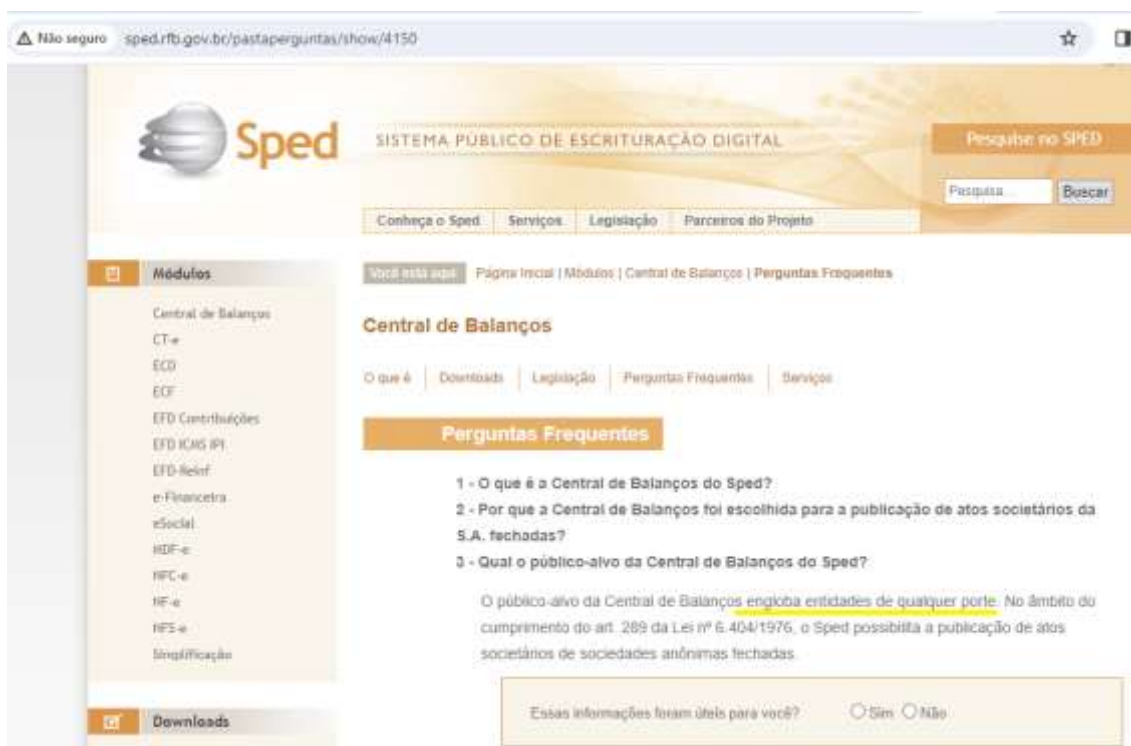 Não seguro sped.rfb.gov.br/pastaperguntas/show/4150
Sped
SISTEMA PÚBLICO DE ESCRITURAÇÃO DIGITAL
Pesquise no SPED
Pesquisa... Buscar
Conheça o Sped Serviços Legislação Parceiros do Projeto
Módulos
Central de Balanços
CT-e
ECD
ECF
EFD Contribuições
EFD ICMS IPI
EFD-Reinf
e-Financeira
eSocial
MDF-e
NFC-e
NF-e
NFS-e
Simplificação
Downloads
Você está aqui: Página Inicial | Módulos | Central de Balanços | Perguntas Frequentes
Central de Balanços
O que é Downloads Legislação Perguntas Frequentes Serviços
Perguntas Frequentes
1 - O que é a Central de Balanços do Sped?
2 - Por que a Central de Balanços foi escolhida para a publicação de atos societários da
S.A. fechadas?
3 - Qual o público-alvo da Central de Balanços do Sped?
O público-alvo da Central de Balanços engloba entidades de qualquer porte. No âmbito do
cumprimento do art. 289 da Lei nº 6.404/1976, o Sped possibilita a publicação de atos
societários de sociedades anônimas fechadas.
Essas informações foram úteis para você? Sim Não